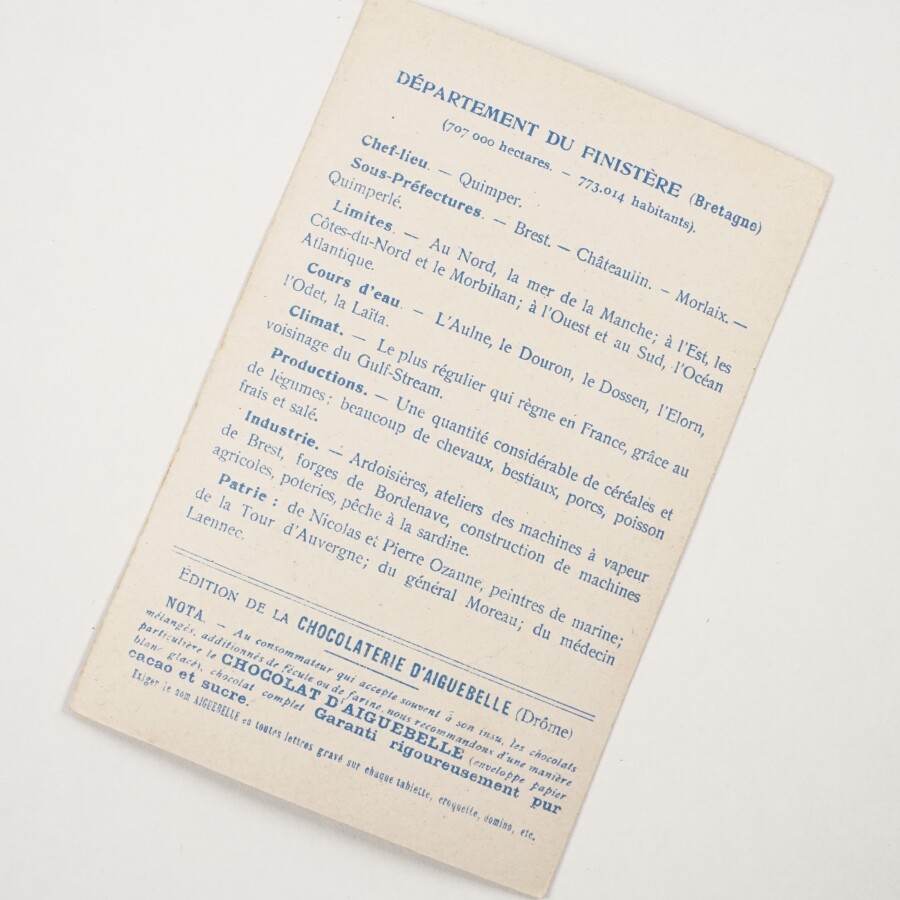 DÉPARTEMENT DU FINISTÈRE (Bretagne)
(707 000 hectares. – 773.014 habitants).
Chef-lieu. — Quimper.
Sous-Préfectures. — Brest. — Châteaulin. — Morlaix. —
Quimperlé.
Limites. — Au Nord, la mer de la Manche; à l'Est, les
Côtes-du-Nord et le Morbihan; à l'Ouest et au Sud, l'Océan
Atlantique.
Cours d'eau. — L'Aulne, le Douron, le Dossen, l'Elorn,
l'Odet, la Laïta.
Climat. — Le plus régulier qui règne en France, grâce au
voisinage du Gulf-Stream.
Productions. — Une quantité considérable de céréales et
de légumes; beaucoup de chevaux, bestiaux, porcs, poisson
frais et salé.
Industrie. — Ardoisières, ateliers des machines à vapeur
de Brest, forges de Bordenave, construction de machines
agricoles, poteries, pêche à la sardine.
Patrie : de Nicolas et Pierre Ozanne, peintres de marine;
de la Tour d'Auvergne; du général Moreau; du médecin
Laennec.
ÉDITION DE LA CHOCOLATERIE D'AIGUEBELLE (Drôme)
NOTA. — Au consommateur qui accepte souvent à son insu, les chocolats
mélangés, additionnés de fécule ou de farine, nous recommandons d'une manière
particulière le CHOCOLAT D'AIGUEBELLE (enveloppe papier
blanc glacé), chocolat complet Garanti rigoureusement pur
cacao et sucre.
Exiger le nom AIGUEBELLE en toutes lettres gravé sur chaque tablette, croquette, domino, etc.